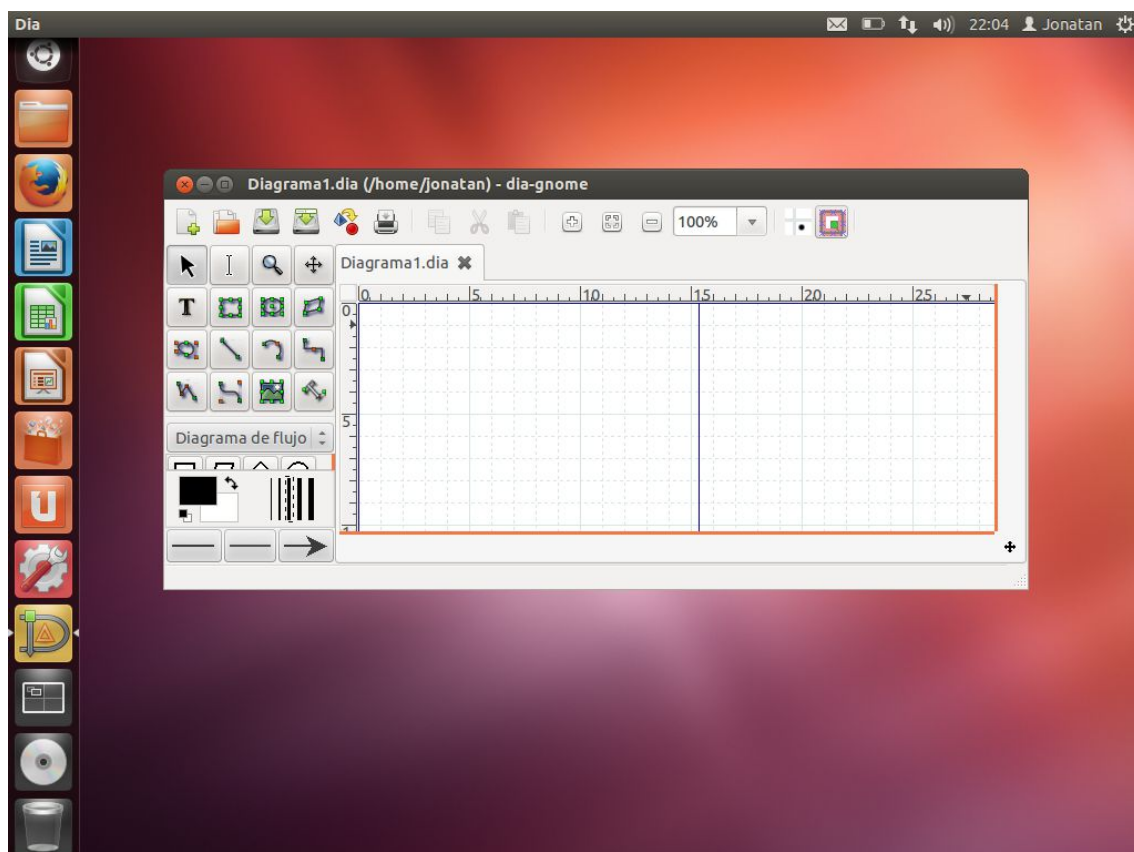 Dia
22:04 Jonatan
Diagrama1.dia (/home/jonatan) - dia-gnome
100%
Diagrama1.dia
T
0 5 10 15 20 25
0
5
Diagrama de flujo